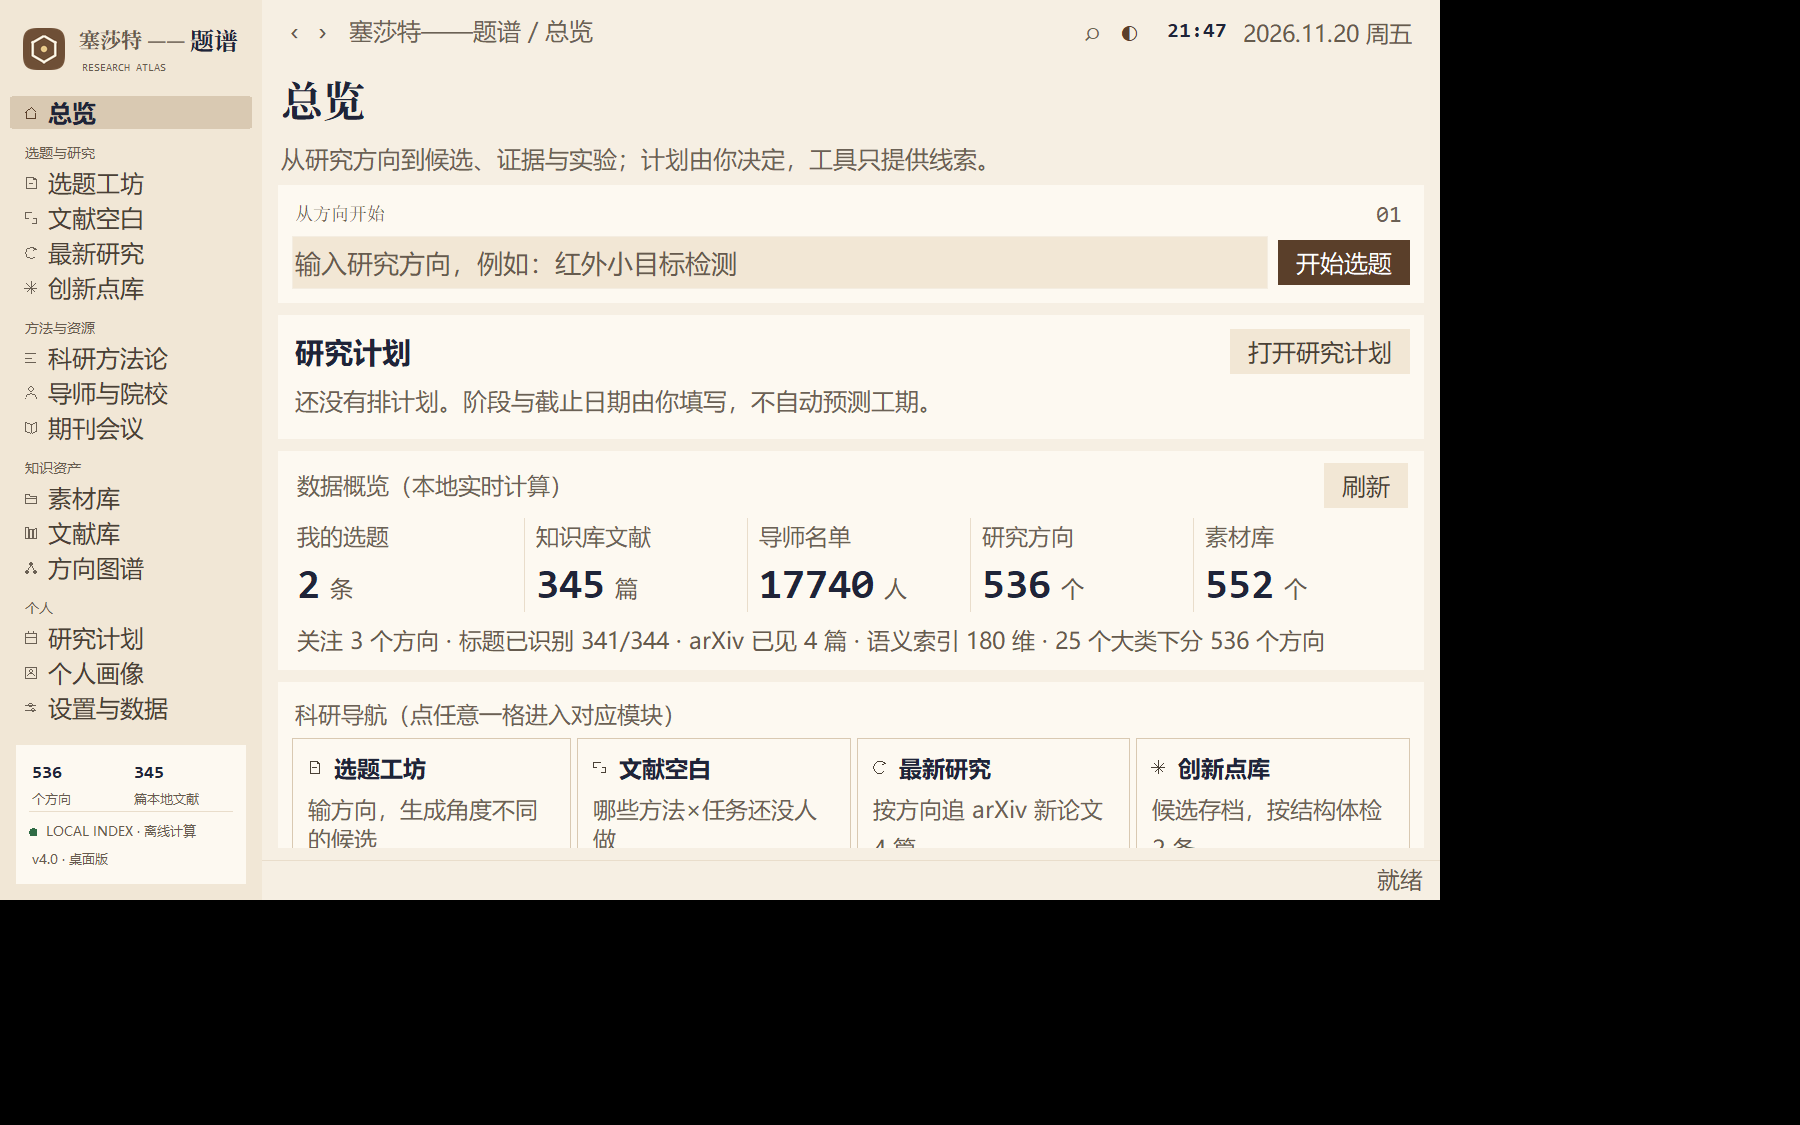 塞莎特 —— 题谱
RESEARCH ATLAS
总览
选题与研究
选题工坊
文献空白
最新研究
创新点库
方法与资源
科研方法论
导师与院校
期刊会议
知识资产
素材库
文献库
方向图谱
个人
研究计划
个人画像
设置与数据
536 345
个方向 篇本地文献
LOCAL INDEX · 离线计算
v4.0 · 桌面版
‹ › 塞莎特——题谱 / 总览
21:47 2026.11.20 周五
总览
从研究方向到候选、证据与实验；计划由你决定，工具只提供线索。
从方向开始 01
输入研究方向，例如：红外小目标检测 开始选题
研究计划 打开研究计划
还没有排计划。阶段与截止日期由你填写，不自动预测工期。
数据概览（本地实时计算） 刷新
我的选题 知识库文献 导师名单 研究方向 素材库
2 条 345 篇 17740 人 536 个 552 个
关注 3 个方向 · 标题已识别 341/344 · arXiv 已见 4 篇 · 语义索引 180 维 · 25 个大类下分 536 个方向
科研导航（点任意一格进入对应模块）
选题工坊 文献空白 最新研究 创新点库
输方向，生成角度不同 哪些方法×任务还没人 按方向追 arXiv 新论文 候选存档，按结构体检
的候选 做 4 篇 2 条
就绪